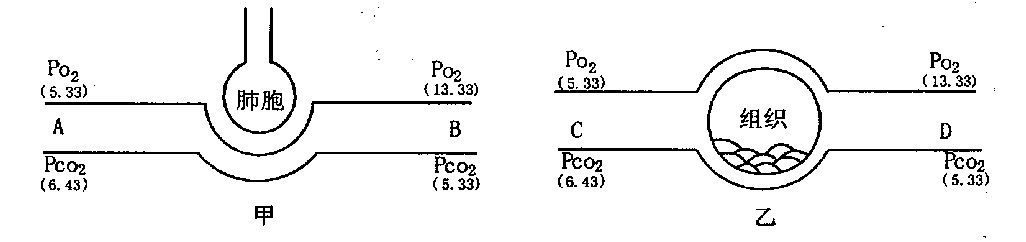 Po₂
(5.33)
A
Pco₂
(6.43)
肺胞
Po₂
(13.33)
B
Pco₂
(5.33)
甲
Po₂
(5.33)
C
Pco₂
(6.43)
组织
Po₂
(13.33)
D
Pco₂
(5.33)
乙